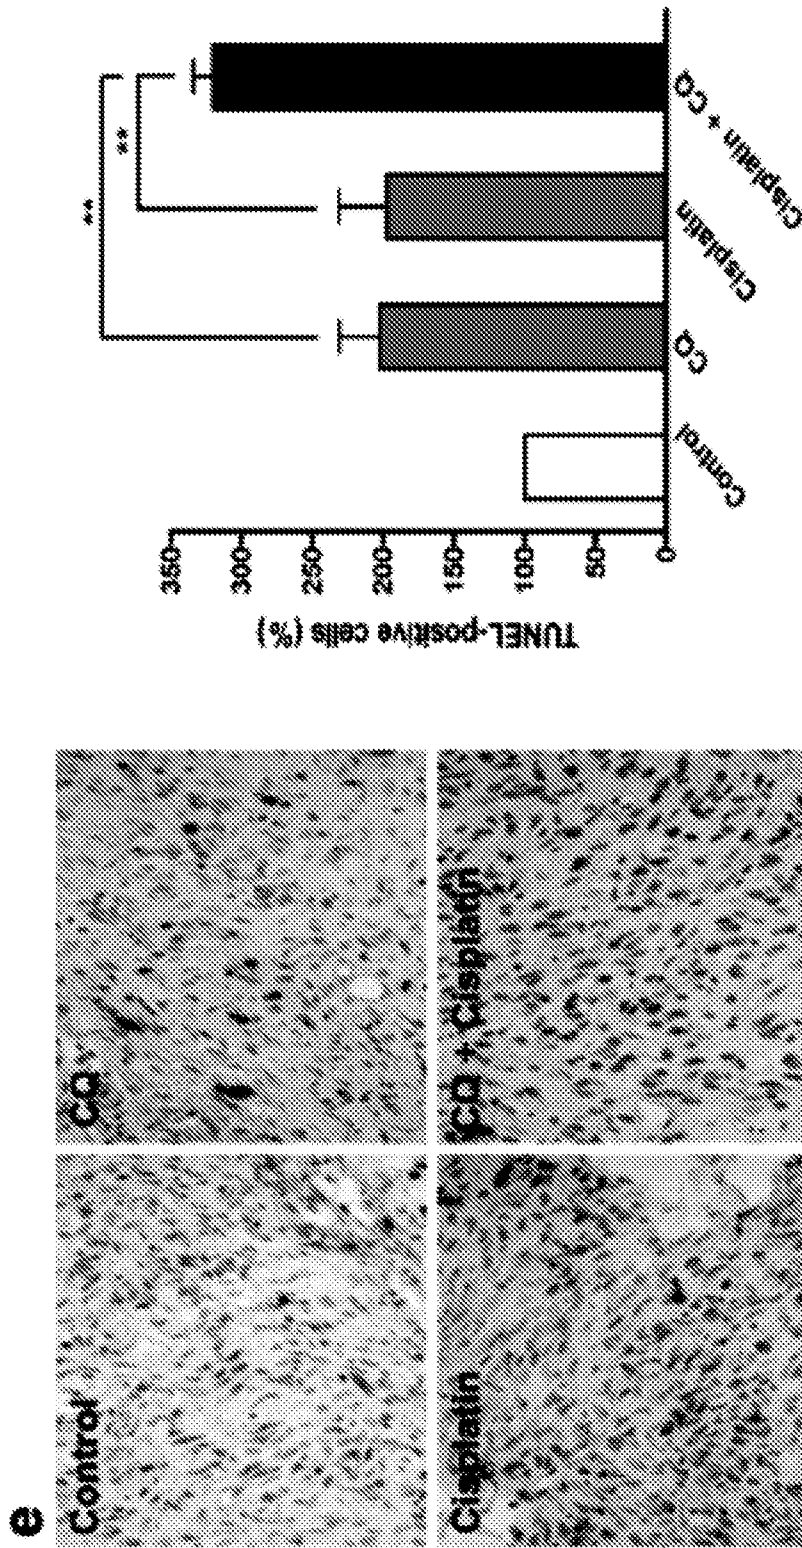 e
Control
CQ
Cisplatin
CQ + Cisplatin
TUNEL-positive cells (%)
350
300
250
200
150
100
50
0
**
**
Control
CQ
Cisplatin
Cisplatin + CQ